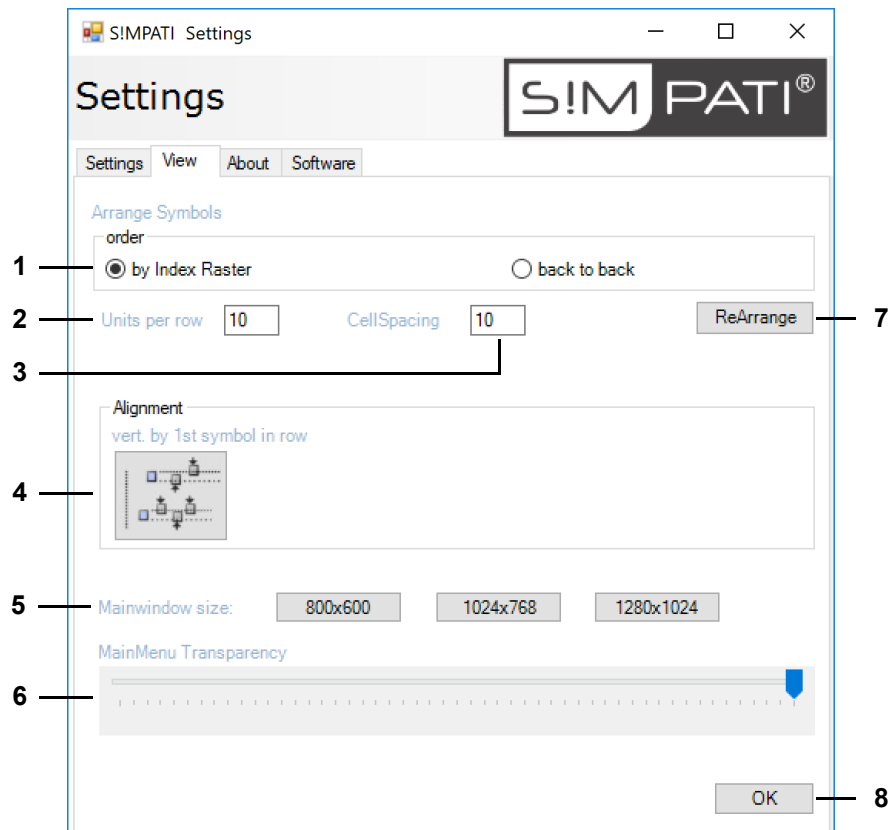 S!MPATI Settings
Settings
S!MPATI®
Settings View About Software
Arrange Symbols
order
1 by Index Raster back to back
2 Units per row 10 CellSpacing 10 ReArrange 7
3
Alignment
vert. by 1st symbol in row
4
5 Mainwindow size: 800x600 1024x768 1280x1024
MainMenu Transparency
6
OK 8